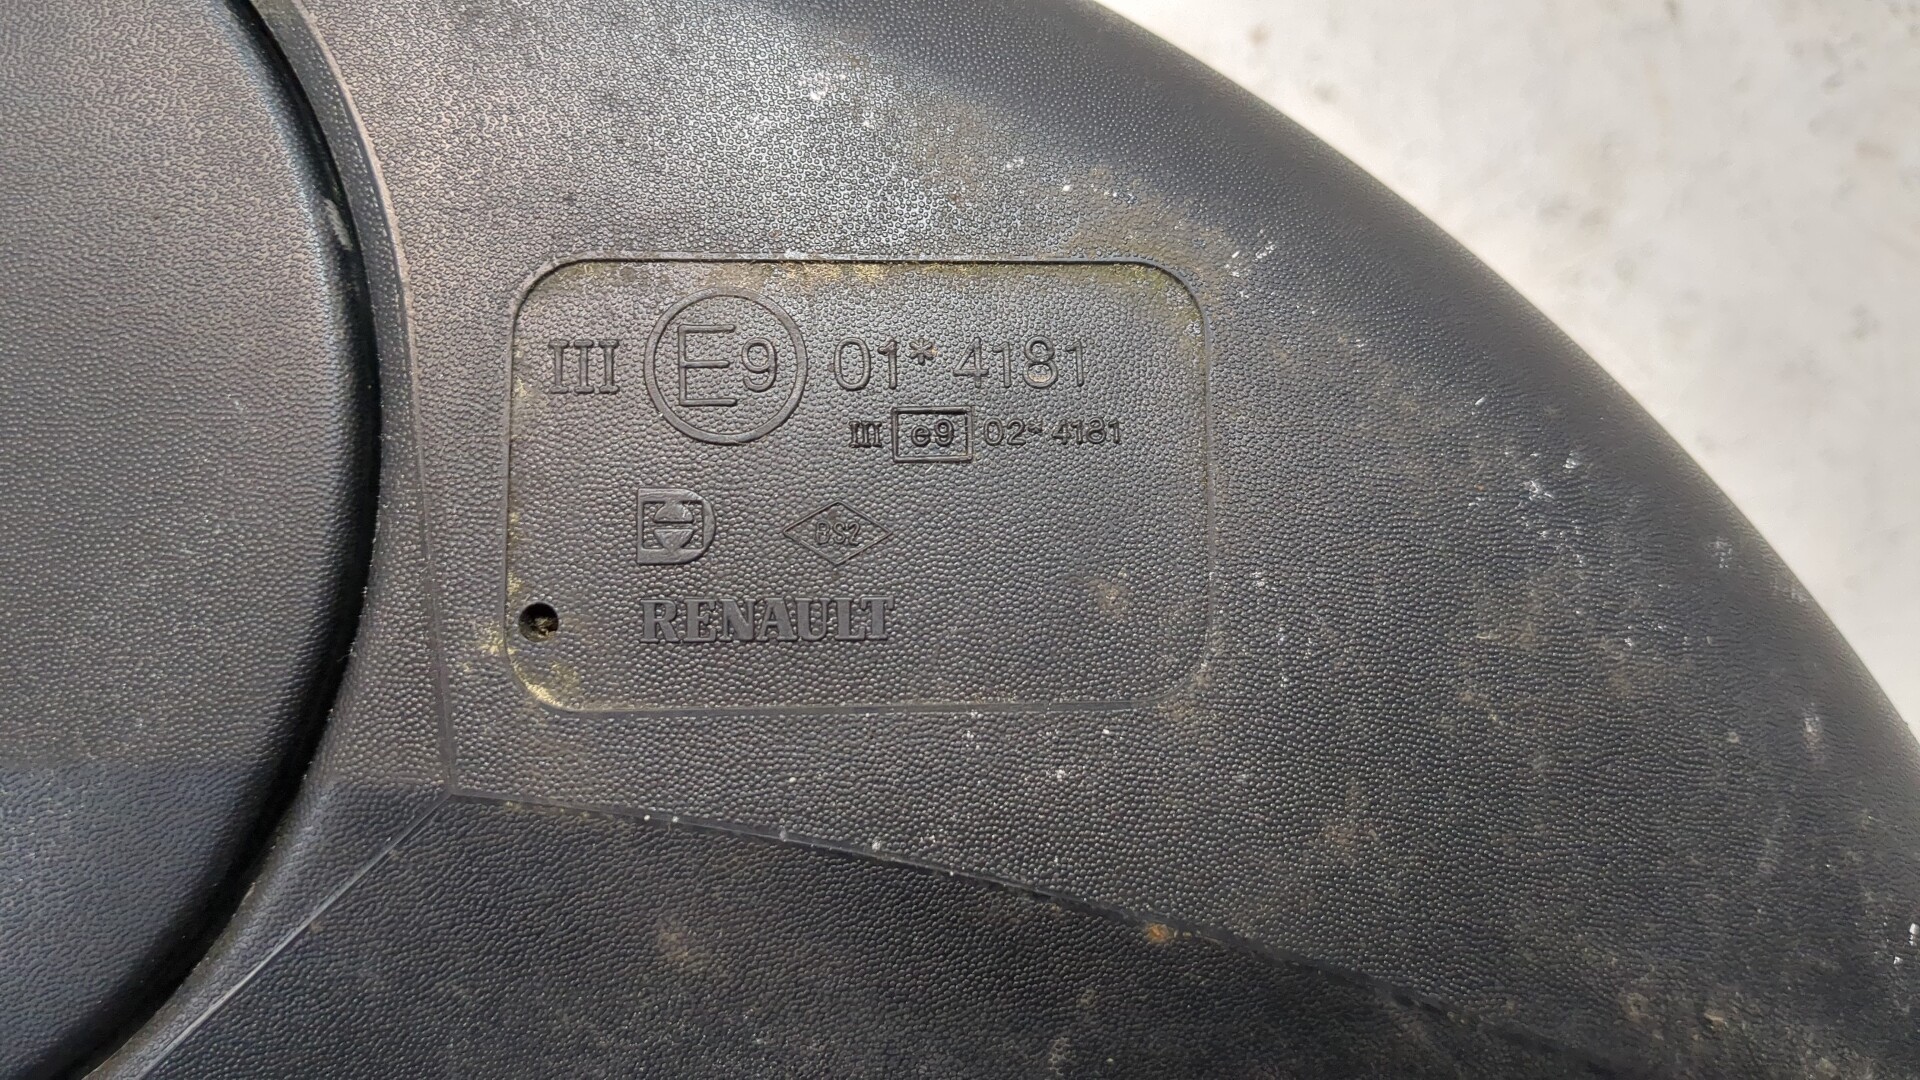 III E9 01*4181
III e9 02*4181
DS2
RENAULT